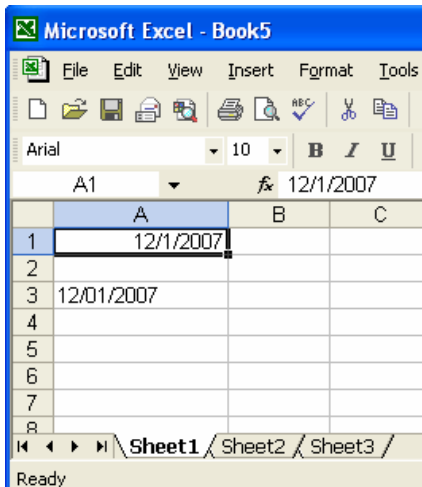 Microsoft Excel - Book5
File Edit View Insert Format Tools
ABC
Arial 10 B I U
A1 fx 12/1/2007
A B C
1 12/1/2007
2
3 12/01/2007
4
5
6
7
8
Sheet1 / Sheet2 / Sheet3 /
Ready